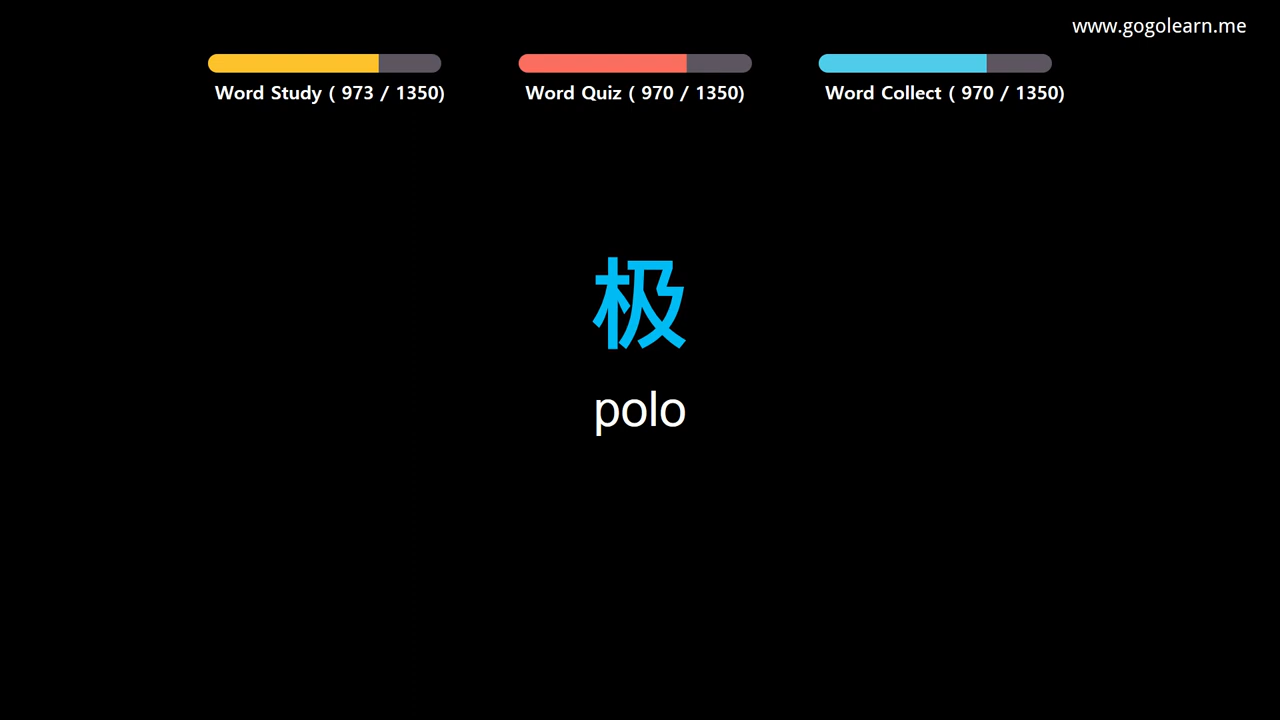 www.gogolearn.me
Word Study ( 973 / 1350)
Word Quiz ( 970 / 1350)
Word Collect ( 970 / 1350)
极
polo